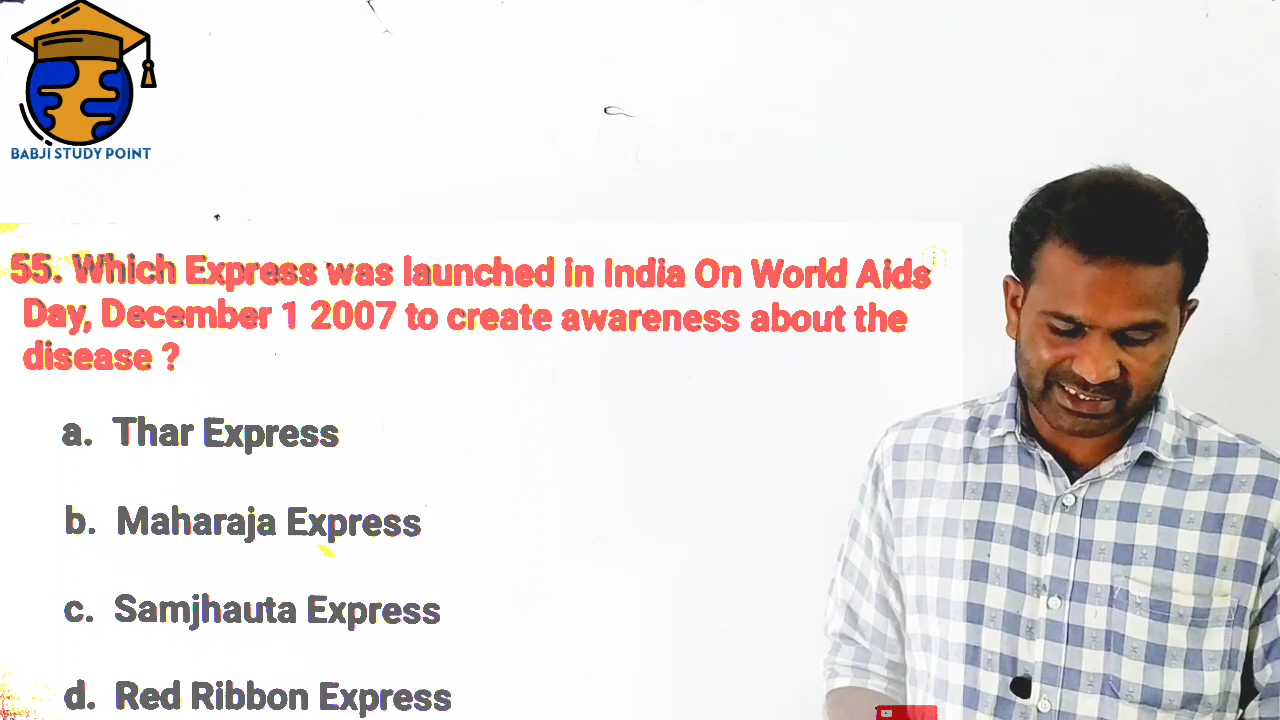 BABJI STUDY POINT
55. Which Express was launched in India On World Aids
Day, December 1 2007 to create awareness about the
disease ?
a. Thar Express
b. Maharaja Express
c. Samjhauta Express
d. Red Ribbon Express